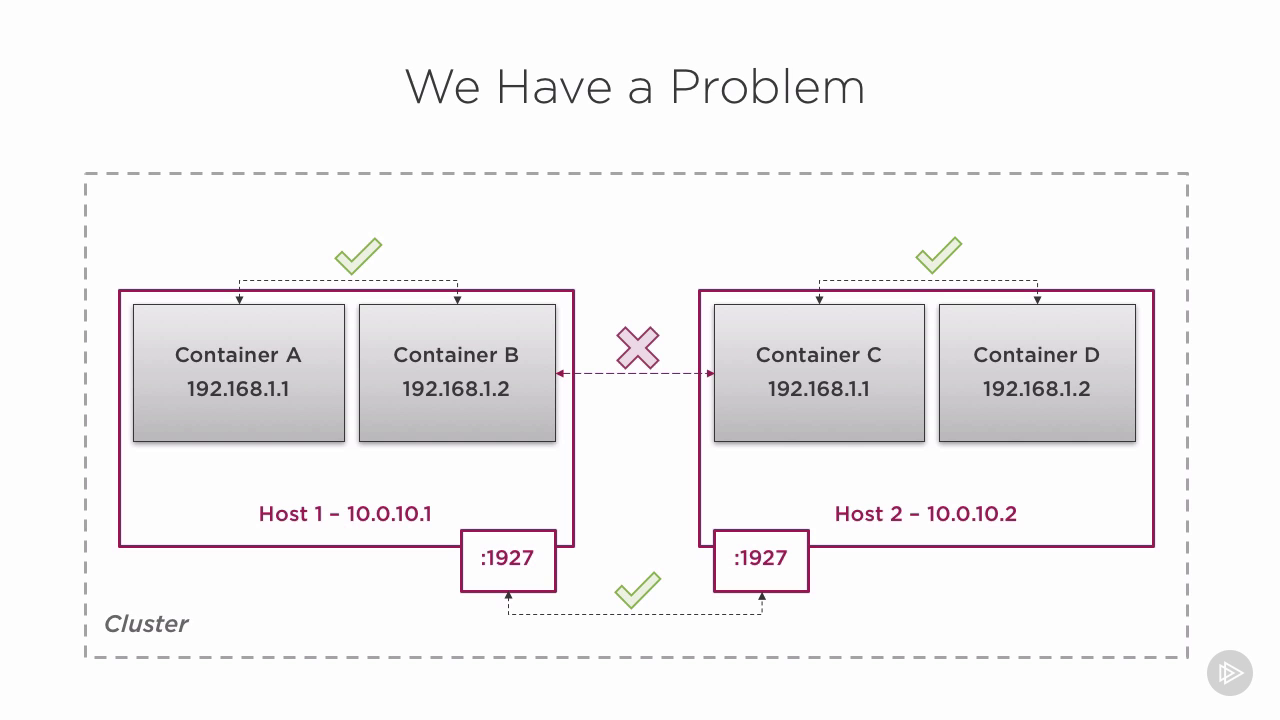 We Have a Problem
Container A
192.168.1.1
Container B
192.168.1.2
Container C
192.168.1.1
Container D
192.168.1.2
Host 1 – 10.0.10.1
Host 2 – 10.0.10.2
:1927
:1927
Cluster